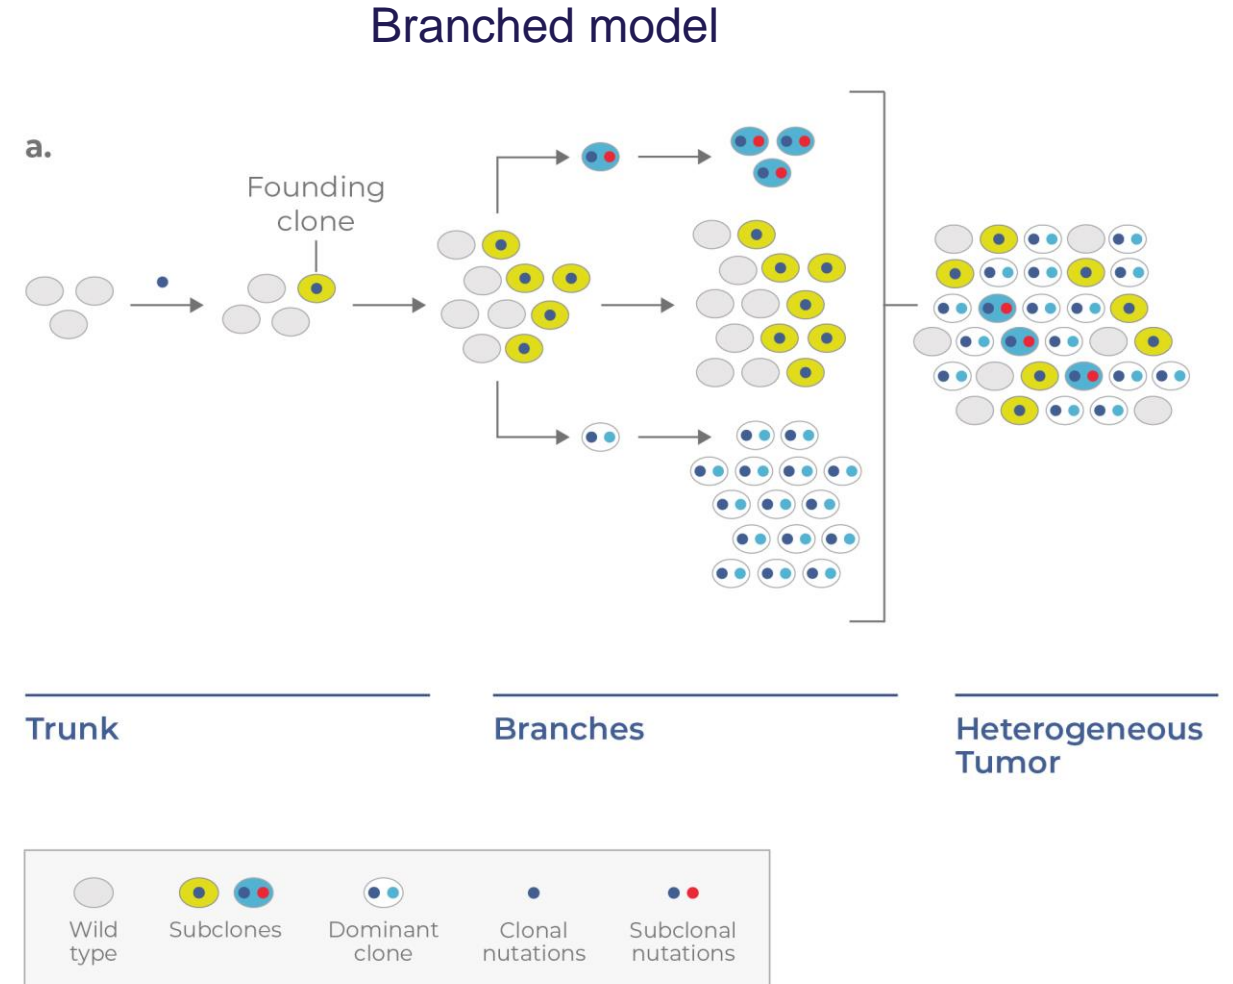 Branched model
a.
Founding
clone
Trunk
Branches
Heterogeneous
Tumor
Wild
type
Subclones
Dominant
clone
Clonal
nutations
Subclonal
nutations